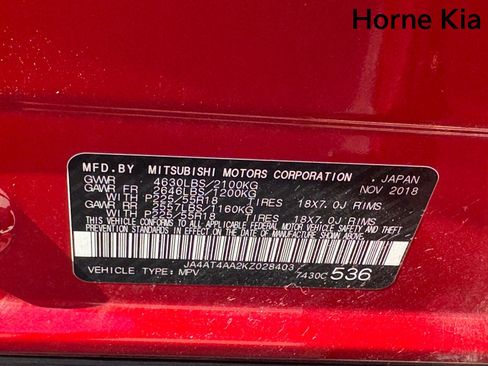 Horne Kia
MFD.BY MITSUBISHI MOTORS CORPORATION, JAPAN
GVWR 4630LBS/2100KG NOV 2018
GAWR FR 2646LBS/1200KG
WITH P225/55R18 TIRES 18X7.0J RIMS,
GAWR RR 2557LBS/1160KG
WITH P225/55R18 TIRES 18X7.0J RIMS
THIS VEHICLE CONFORMS TO ALL APPLICABLE FEDERAL MOTOR VEHICLE SAFETY, BUMPER AND THEFT
PREVENTION STANDARDS IN EFFECT ON THE DATE OF MANUFACTURE SHOWN ABOVE.
JA4AT4AA2KZ028403 7430C 536
VEHICLE TYPE: MPV